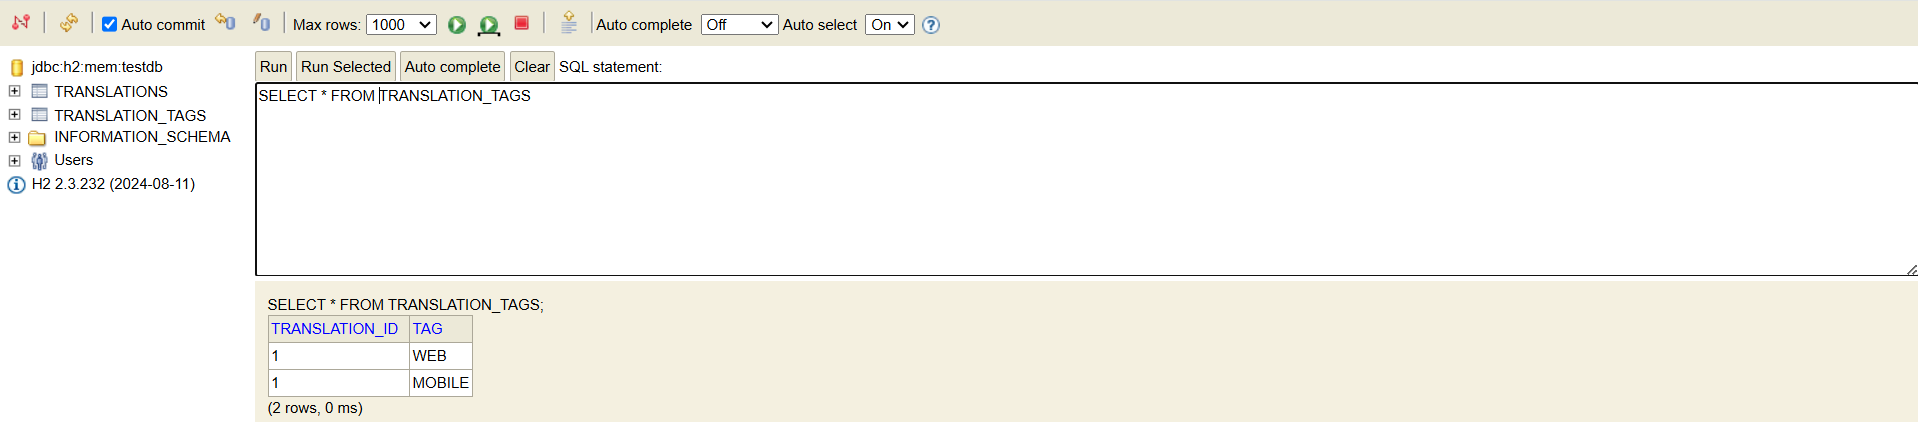 Auto commit Max rows: 1000 Auto complete Off Auto select On ?
jdbc:h2:mem:testdb
TRANSLATIONS
TRANSLATION_TAGS
INFORMATION_SCHEMA
Users
H2 2.3.232 (2024-08-11)
Run Run Selected Auto complete Clear SQL statement:
SELECT * FROM TRANSLATION_TAGS
SELECT * FROM TRANSLATION_TAGS;
TRANSLATION_ID TAG
1 WEB
1 MOBILE
(2 rows, 0 ms)